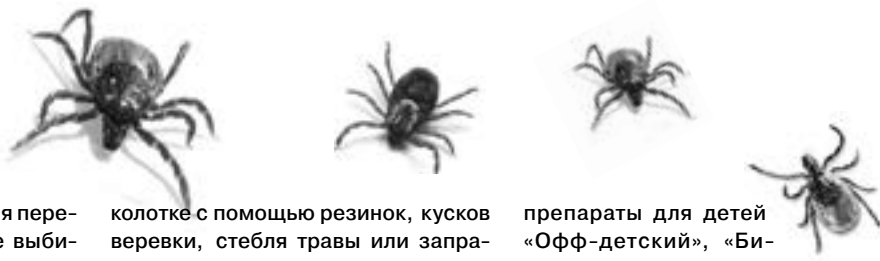 я пере-
е выби-
колотке с помощью резинок, кусков
веревки, стебля травы или запра-
препараты для детей
«Офф-детский», «Би-